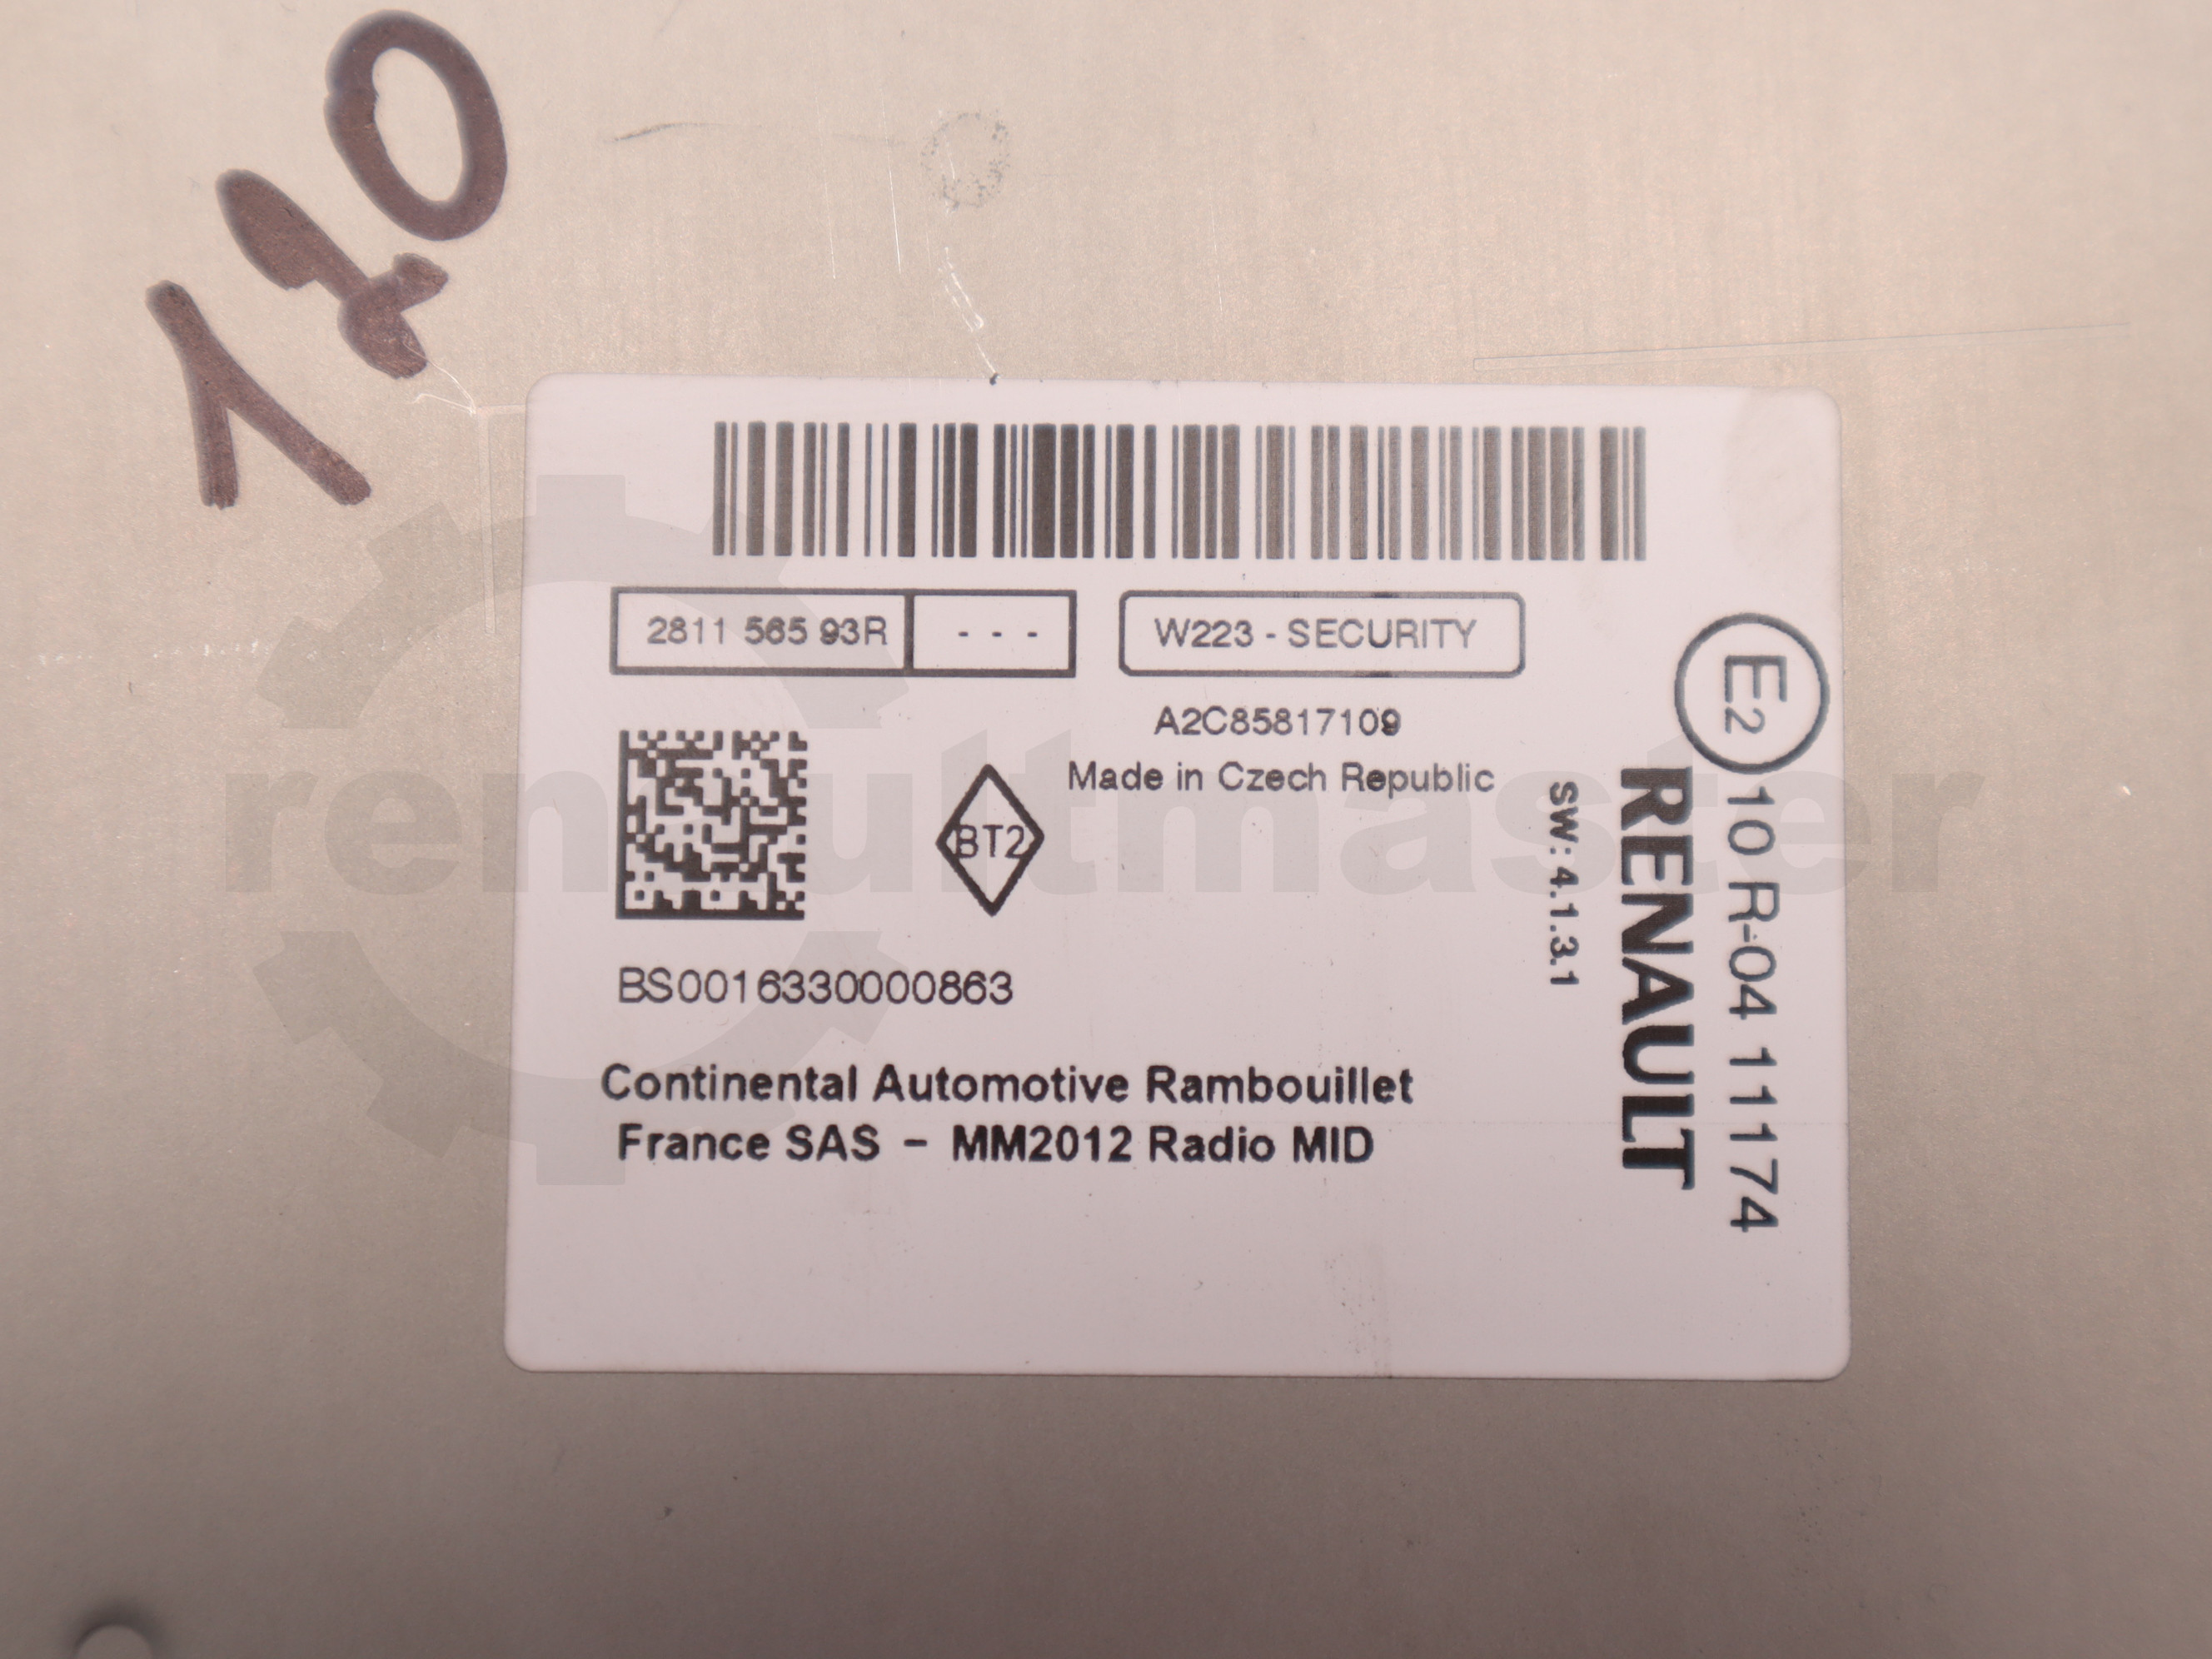 120
2811 565 93R - - -
W223 - SECURITY
A2C85817109
Made in Czech Republic
BT2
BS0016330000863
Continental Automotive Rambouillet
France SAS - MM2012 Radio MID
SW: 4.1.3.1
RENAULT
E2 10 R-04 11174
renaultmaster